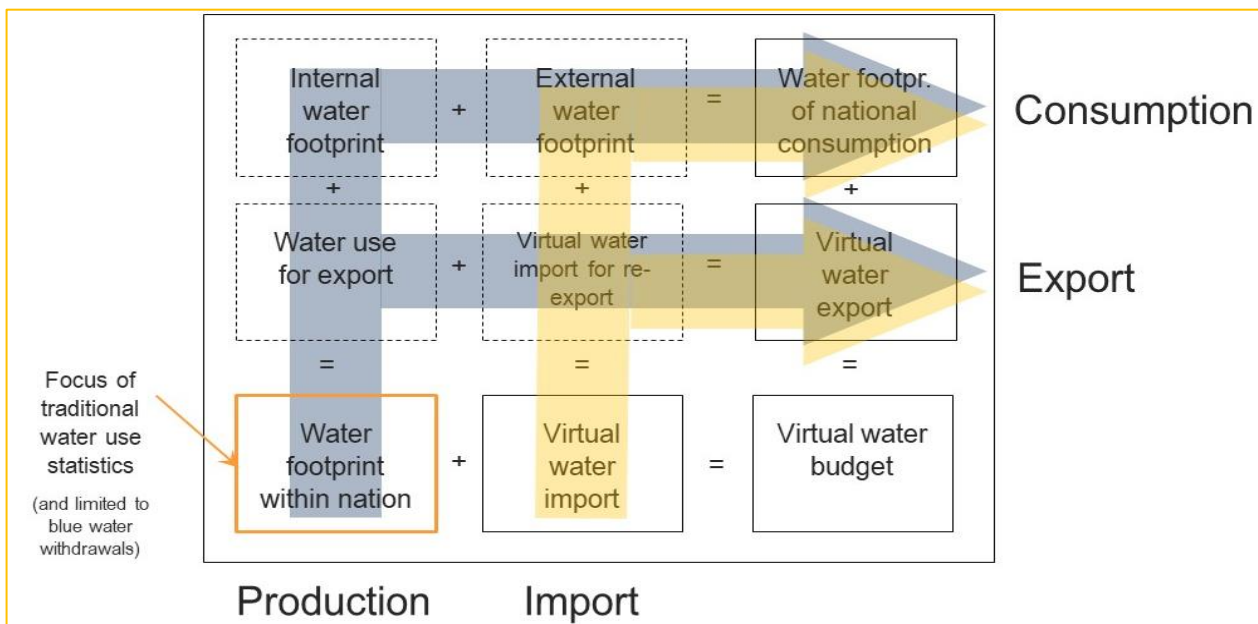 Internal
water
footprint
+
External
water
footprint
=
Water footpr.
of national
consumption
Consumption
+
+
+
Water use
for export
+
Virtual water
import for re-
export
=
Virtual
water
export
Export
=
=
=
Focus of
traditional
water use
statistics
(and limited to
blue water
withdrawals)
Water
footprint
within nation
+
Virtual
water
import
=
Virtual water
budget
Production
Import